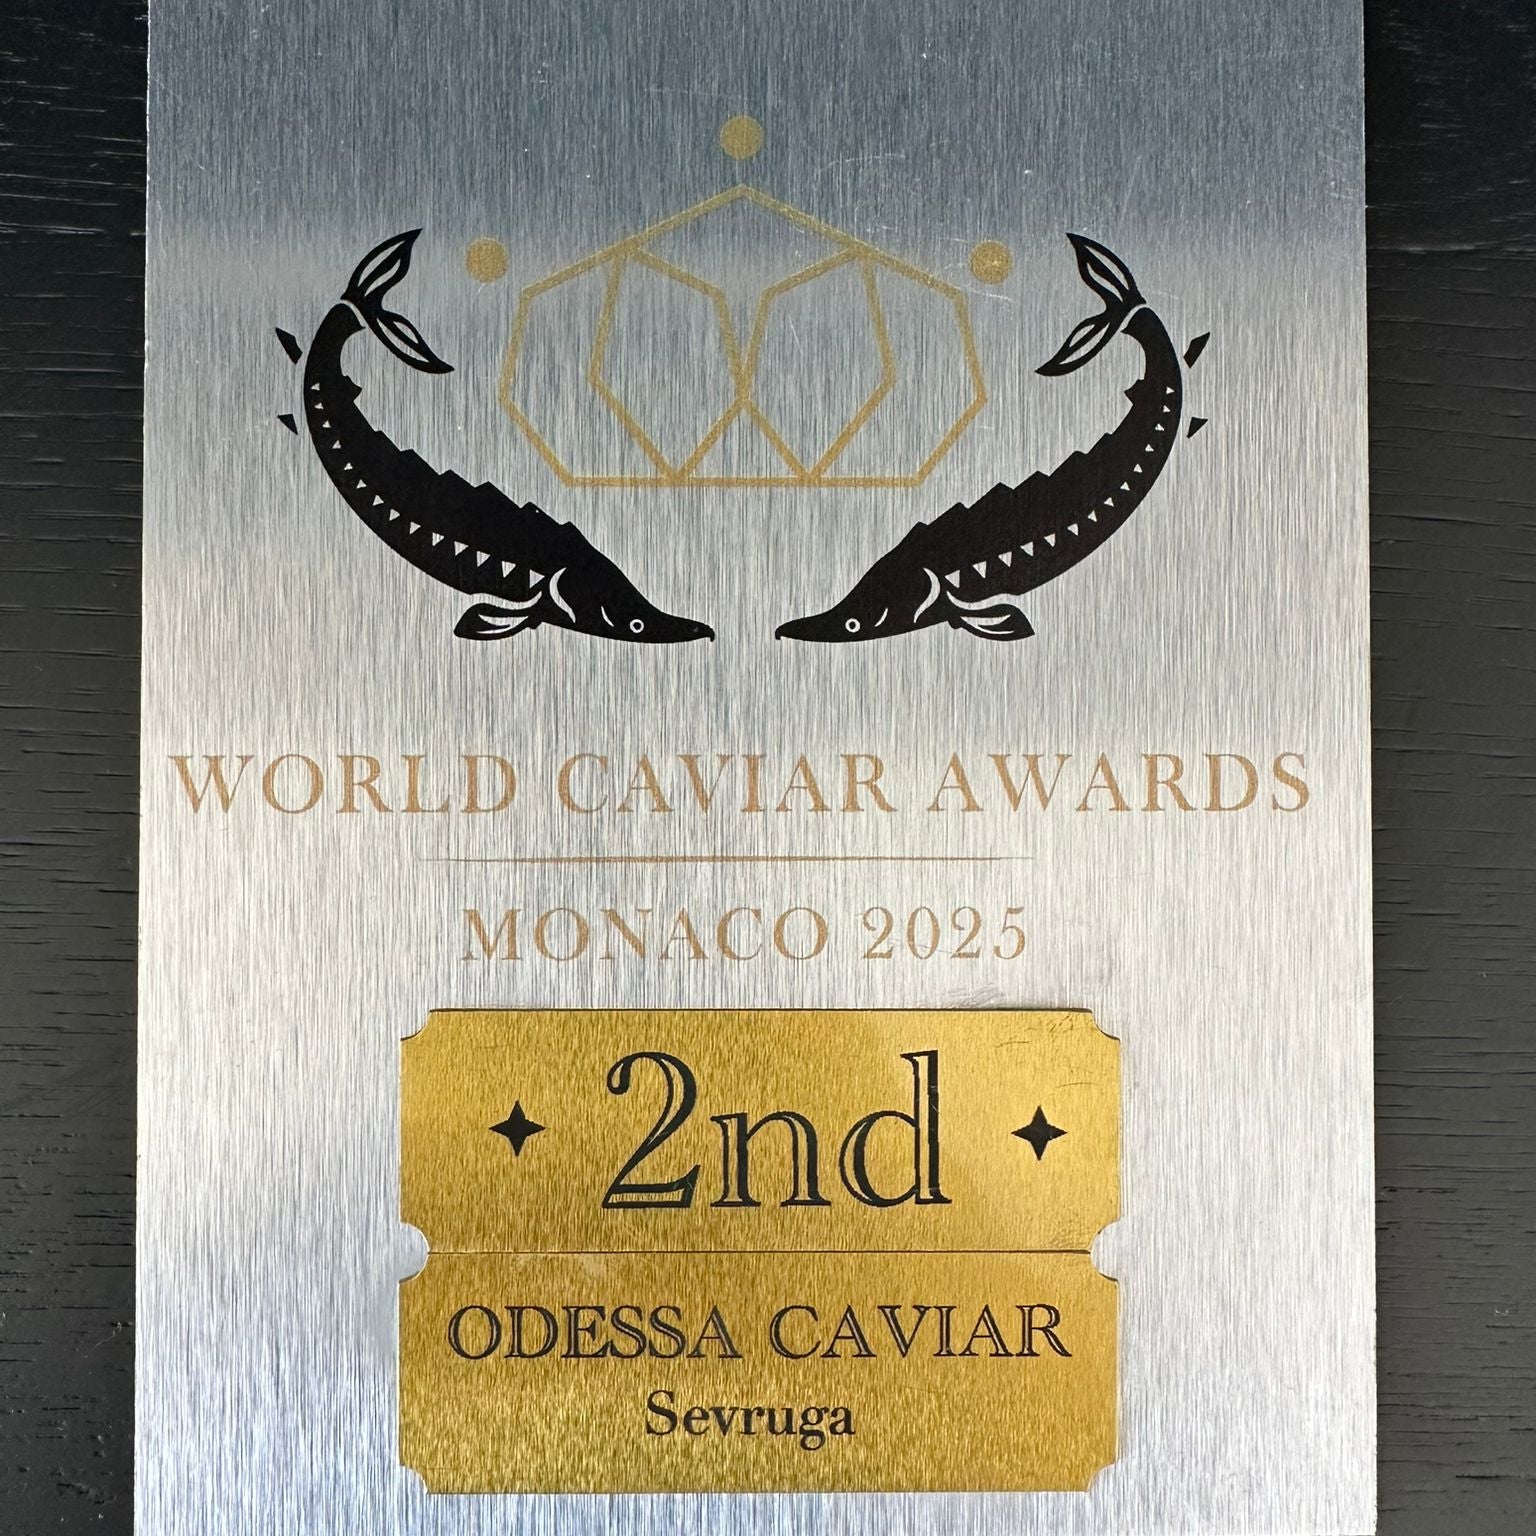 WORLD CAVIAR AWARDS
MONACO 2025
2nd
ODESSA CAVIAR
Sevruga